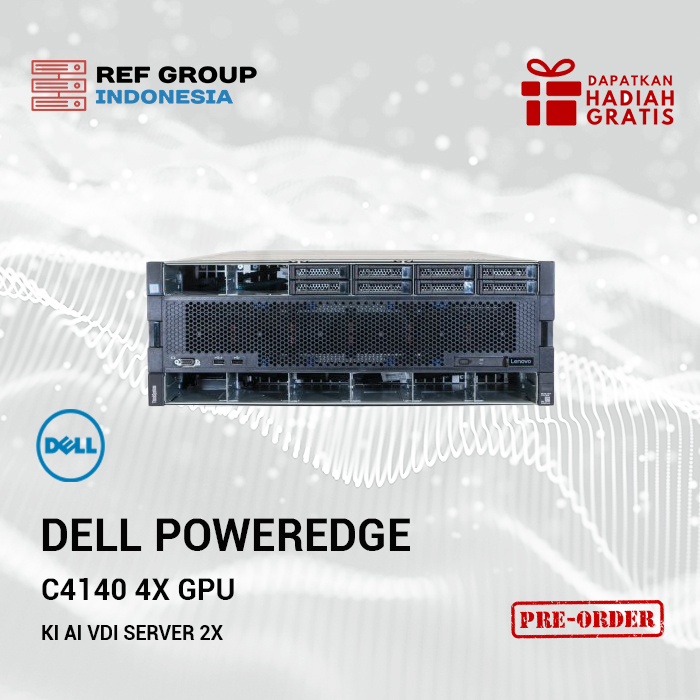 REF GROUP
INDONESIA
DAPATKAN
HADIAH
GRATIS
Lenovo
DELL
DELL POWEREDGE
C4140 4X GPU
KI AI VDI SERVER 2X
PRE-ORDER